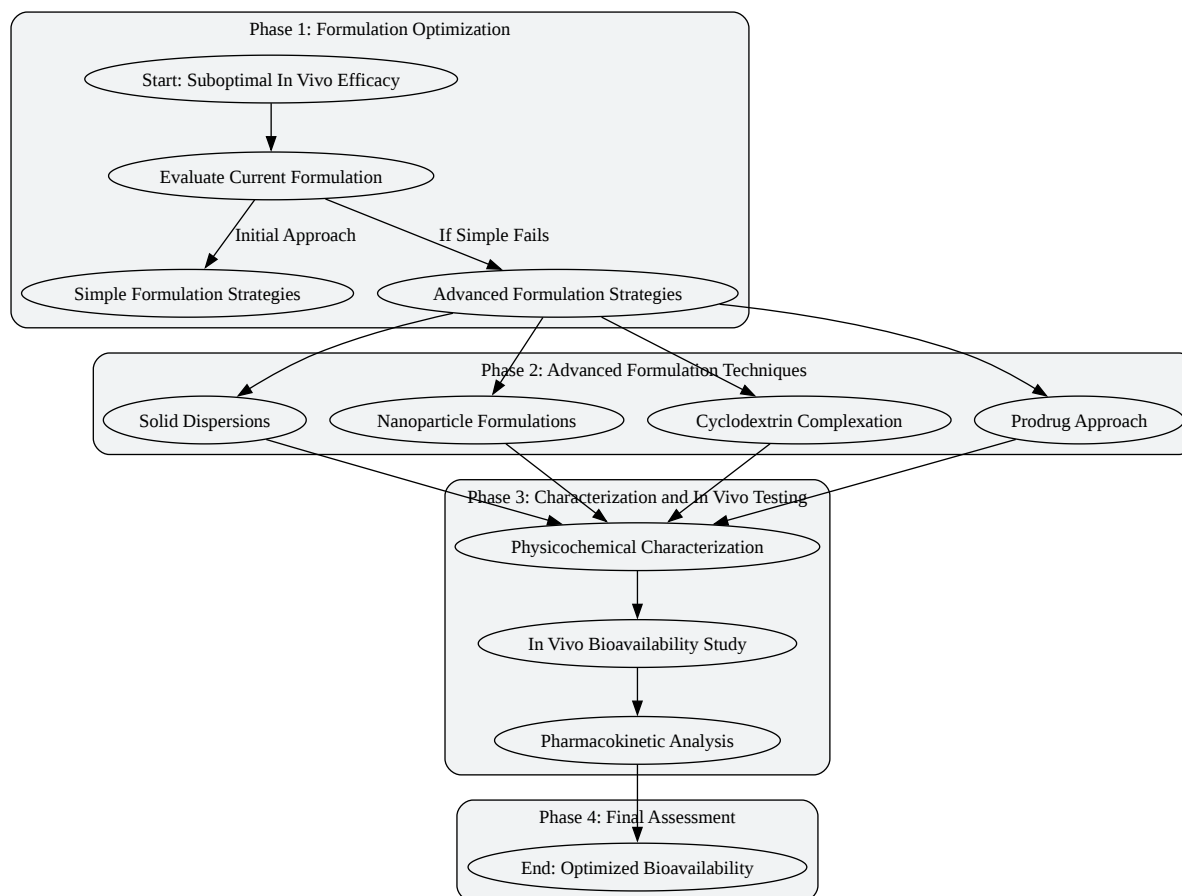 Phase 1: Formulation Optimization
Start: Suboptimal In Vivo Efficacy
Evaluate Current Formulation
Initial Approach
If Simple Fails
Simple Formulation Strategies
Advanced Formulation Strategies
Phase 2: Advanced Formulation Techniques
Solid Dispersions
Nanoparticle Formulations
Cyclodextrin Complexation
Prodrug Approach
Phase 3: Characterization and In Vivo Testing
Physicochemical Characterization
In Vivo Bioavailability Study
Pharmacokinetic Analysis
Phase 4: Final Assessment
End: Optimized Bioavailability